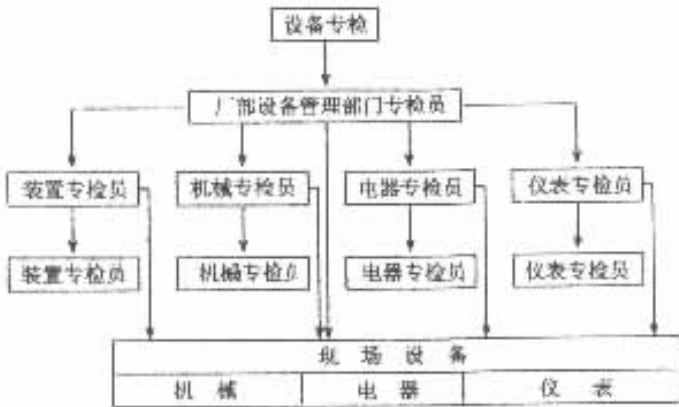 设备专检
厂部设备管理部门专检员
装置专检员 机械专检员 电器专检员 仪表专检员
装置专检员 机械专检员 电器专检员 仪表专检员
现场设备
机械 电器 仪表